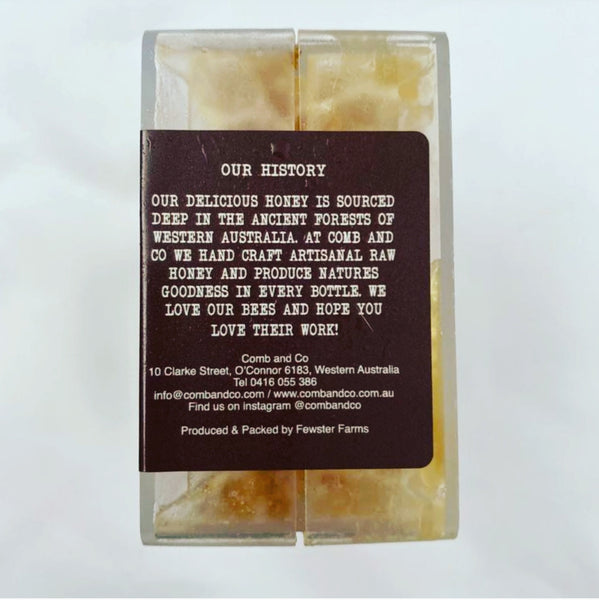 OUR HISTORY
OUR DELICIOUS HONEY IS SOURCED
DEEP IN THE ANCIENT FORESTS OF
WESTERN AUSTRALIA. AT COMB AND
CO WE HAND CRAFT ARTISANAL RAW
HONEY AND PRODUCE NATURES
GOODNESS IN EVERY BOTTLE. WE
LOVE OUR BEES AND HOPE YOU
LOVE THEIR WORK!
Comb and Co
10 Clarke Street, O'Connor 6183, Western Australia
Tel 0416 055 386
info@combandco.com / www.combandco.com.au
Find us on instagram @combandco
Produced & Packed by Fewster Farms